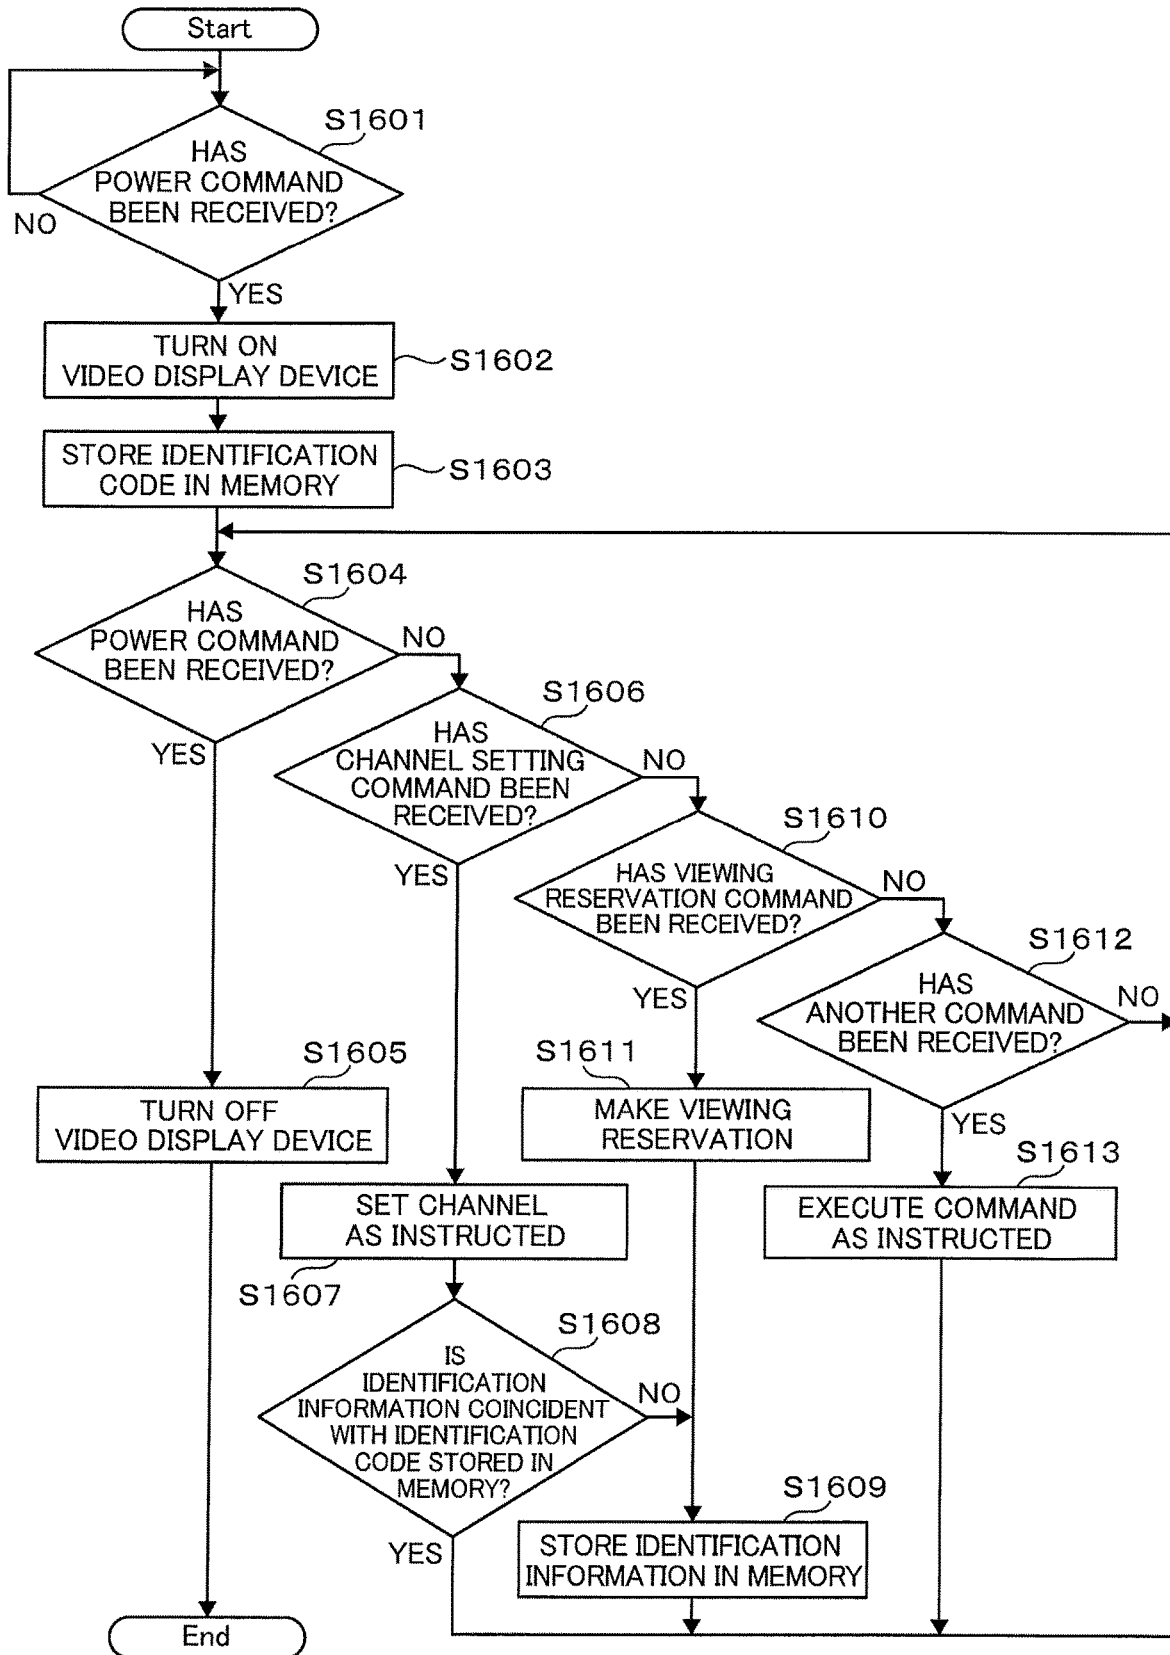 Start
S1601
HAS
POWER COMMAND
BEEN RECEIVED?
NO
YES
TURN ON
VIDEO DISPLAY DEVICE
S1602
STORE IDENTIFICATION
CODE IN MEMORY
S1603
S1604
HAS
POWER COMMAND
BEEN RECEIVED?
NO
YES
S1606
HAS
CHANNEL SETTING
COMMAND BEEN
RECEIVED?
NO
YES
S1610
HAS VIEWING
RESERVATION COMMAND
BEEN RECEIVED?
NO
YES
S1612
HAS
ANOTHER COMMAND
BEEN RECEIVED?
NO
YES
S1605
TURN OFF
VIDEO DISPLAY DEVICE
S1611
MAKE VIEWING
RESERVATION
S1613
EXECUTE COMMAND
AS INSTRUCTED
SET CHANNEL
AS INSTRUCTED
S1607
S1608
IS
IDENTIFICATION
INFORMATION COINCIDENT
WITH IDENTIFICATION
CODE STORED IN
MEMORY?
NO
YES
S1609
STORE IDENTIFICATION
INFORMATION IN MEMORY
End